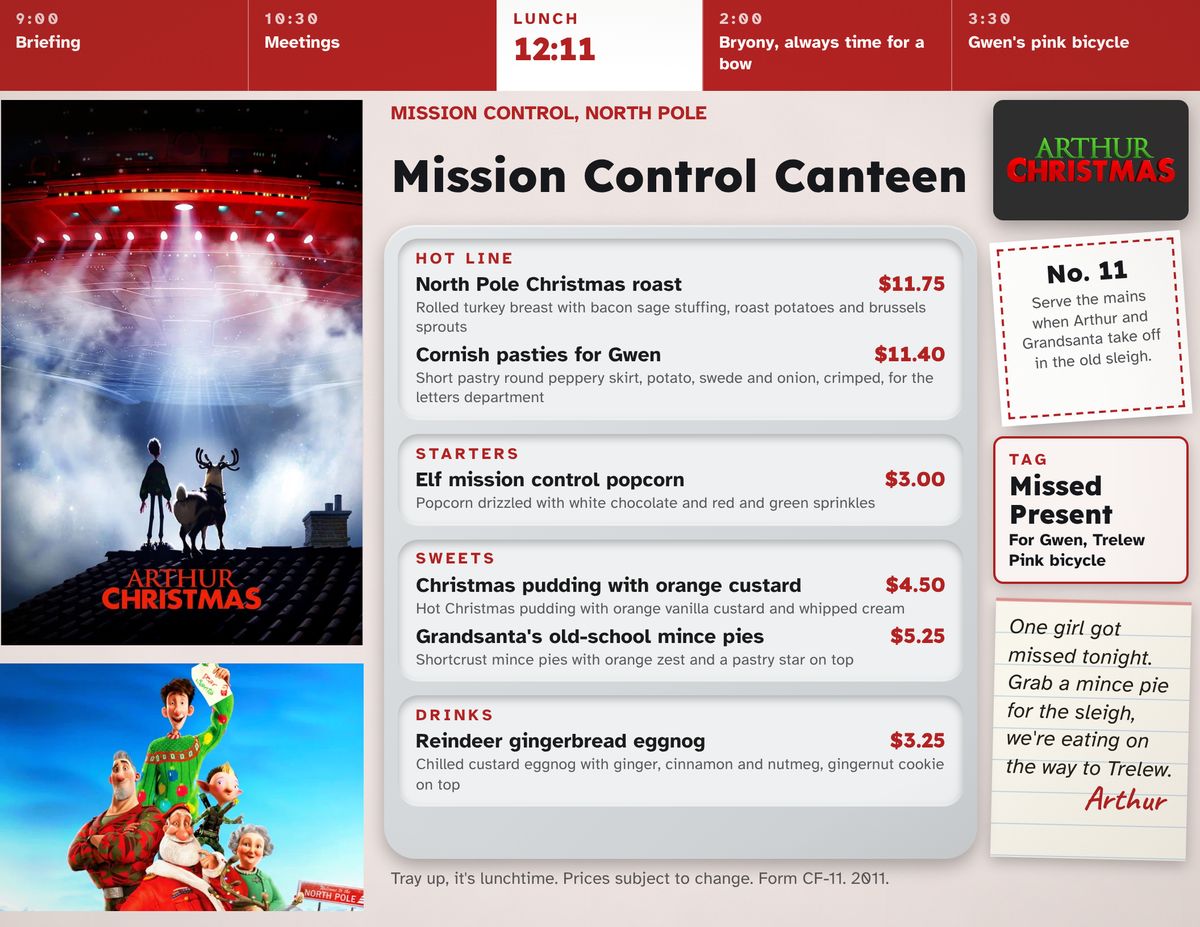 9:00
Briefing
10:30
Meetings
LUNCH
12:11
2:00
Bryony, always time for a
bow
3:30
Gwen's pink bicycle
ARTHUR
CHRISTMAS
Dear
Santa
Welcome to the
NORTH POLE
MISSION CONTROL, NORTH POLE
Mission Control Canteen
HOT LINE
North Pole Christmas roast $11.75
Rolled turkey breast with bacon sage stuffing, roast potatoes and brussels
sprouts
Cornish pasties for Gwen $11.40
Short pastry round peppery skirt, potato, swede and onion, crimped, for the
letters department
STARTERS
Elf mission control popcorn $3.00
Popcorn drizzled with white chocolate and red and green sprinkles
SWEETS
Christmas pudding with orange custard $4.50
Hot Christmas pudding with orange vanilla custard and whipped cream
Grandsanta's old-school mince pies $5.25
Shortcrust mince pies with orange zest and a pastry star on top
DRINKS
Reindeer gingerbread eggnog $3.25
Chilled custard eggnog with ginger, cinnamon and nutmeg, gingernut cookie
on top
Tray up, it's lunchtime. Prices subject to change. Form CF-11. 2011.
ARTHUR
CHRISTMAS
No. 11
Serve the mains
when Arthur and
Grandsanta take off
in the old sleigh.
TAG
Missed
Present
For Gwen, Trelew
Pink bicycle
One girl got
missed tonight.
Grab a mince pie
for the sleigh,
we're eating on
the way to Trelew.
Arthur